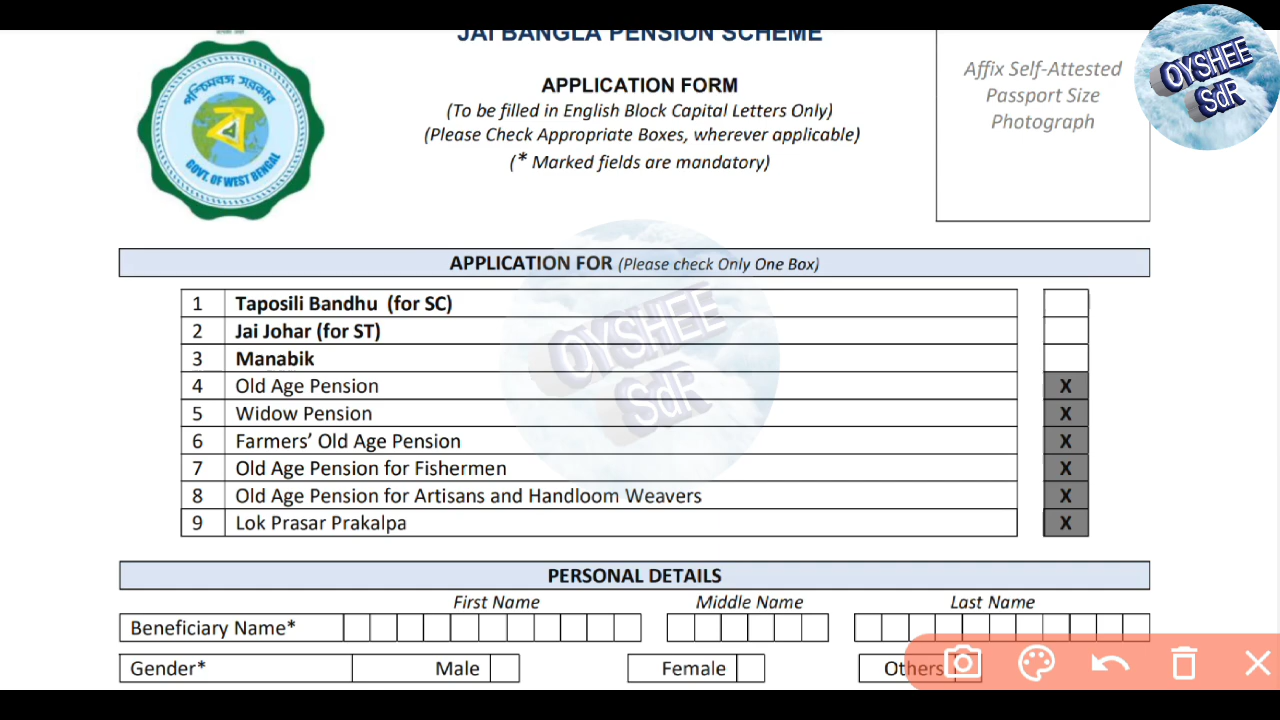 JAI BANGLA PENSION SCHEME
APPLICATION FORM
(To be filled in English Block Capital Letters Only)
(Please Check Appropriate Boxes, wherever applicable)
(* Marked fields are mandatory)
পশ্চিমবঙ্গ সরকার
ব
GOVT. OF WEST BENGAL
Affix Self-Attested
Passport Size
Photograph
OYSHEE
SdR
APPLICATION FOR (Please check Only One Box)
1 Taposili Bandhu (for SC)
2 Jai Johar (for ST)
3 Manabik
4 Old Age Pension X
5 Widow Pension X
6 Farmers’ Old Age Pension X
7 Old Age Pension for Fishermen X
8 Old Age Pension for Artisans and Handloom Weavers X
9 Lok Prasar Prakalpa X
OYSHEE
SdR
PERSONAL DETAILS
First Name Middle Name Last Name
Beneficiary Name*
Gender* Male Female Others